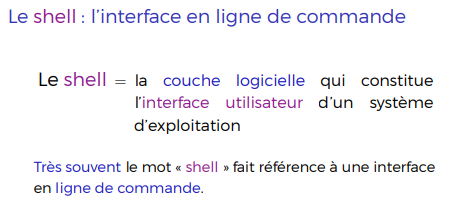 Le shell : l'interface en ligne de commande
Le shell = la couche logicielle qui constitue
l'interface utilisateur d'un système
d'exploitation
Très souvent le mot « shell » fait référence à une interface
en ligne de commande.